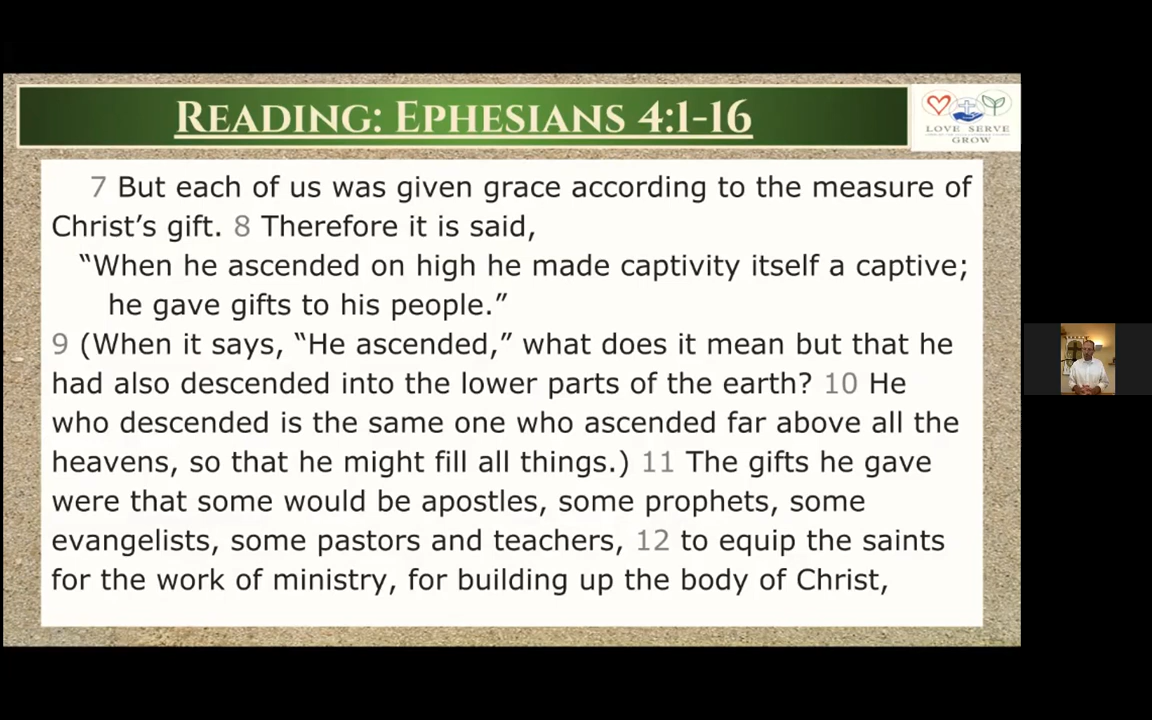 READING: EPHESIANS 4:1-16
LOVE SERVE
GROW
7 But each of us was given grace according to the measure of
Christ’s gift. 8 Therefore it is said,
“When he ascended on high he made captivity itself a captive;
he gave gifts to his people.”
9 (When it says, “He ascended,” what does it mean but that he
had also descended into the lower parts of the earth? 10 He
who descended is the same one who ascended far above all the
heavens, so that he might fill all things.) 11 The gifts he gave
were that some would be apostles, some prophets, some
evangelists, some pastors and teachers, 12 to equip the saints
for the work of ministry, for building up the body of Christ,